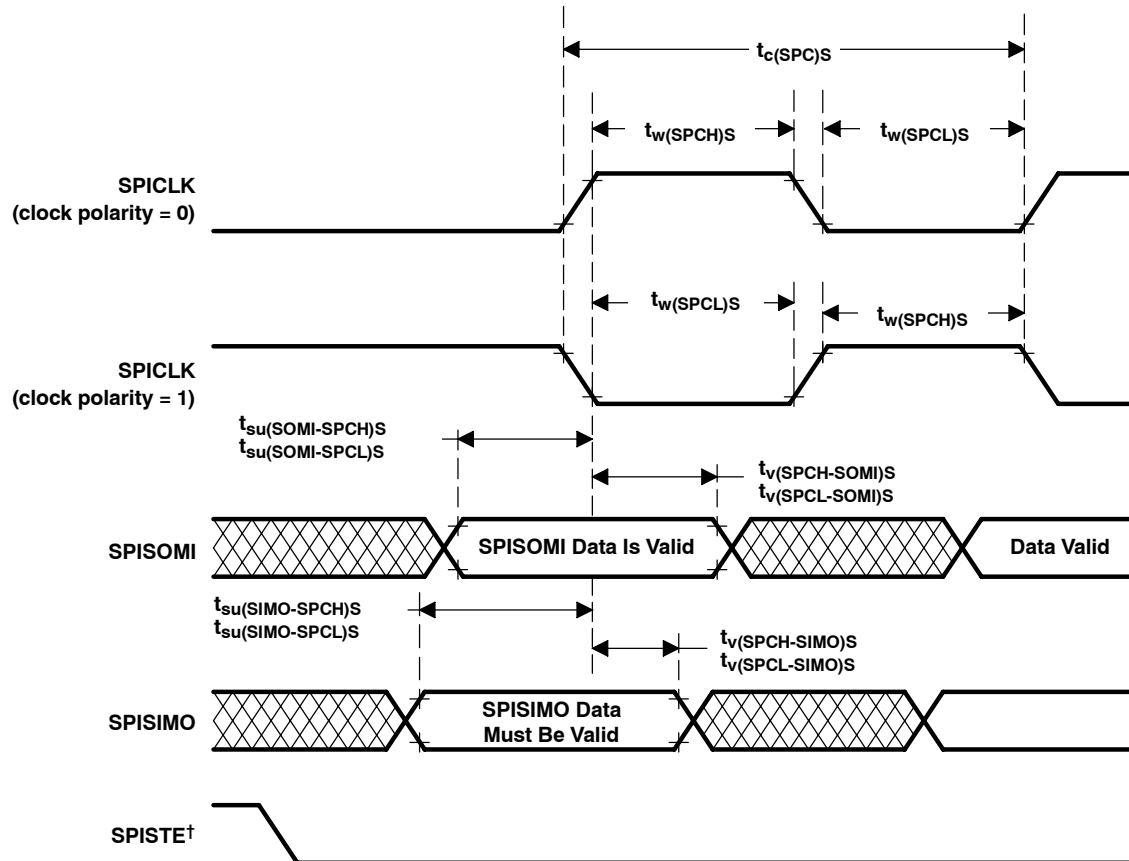 tc(SPC)S
tw(SPCH)S
tw(SPCL)S
SPICLK
(clock polarity = 0)
tw(SPCL)S
tw(SPCH)S
SPICLK
(clock polarity = 1)
tsu(SOMI-SPCH)S
tsu(SOMI-SPCL)S
tv(SPCH-SOMI)S
tv(SPCL-SOMI)S
SPISOMI
SPISOMI Data Is Valid
Data Valid
tsu(SIMO-SPCH)S
tsu(SIMO-SPCL)S
tv(SPCH-SIMO)S
tv(SPCL-SIMO)S
SPISIMO
SPISIMO Data
Must Be Valid
SPISTE†